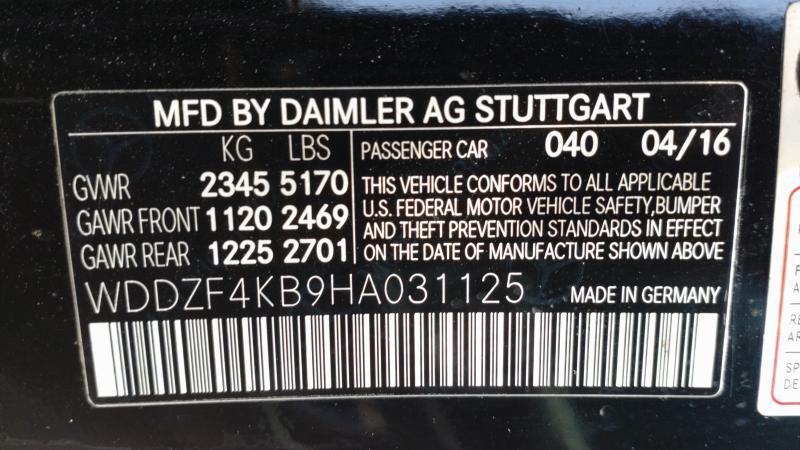 MFD BY DAIMLER AG STUTTGART
KG LBS
GVWR 2345 5170
GAWR FRONT 1120 2469
GAWR REAR 1225 2701
PASSENGER CAR 040 04/16
THIS VEHICLE CONFORMS TO ALL APPLICABLE
U.S. FEDERAL MOTOR VEHICLE SAFETY,BUMPER
AND THEFT PREVENTION STANDARDS IN EFFECT
ON THE DATE OF MANUFACTURE SHOWN ABOVE
WDDZF4KB9HA031125 MADE IN GERMANY